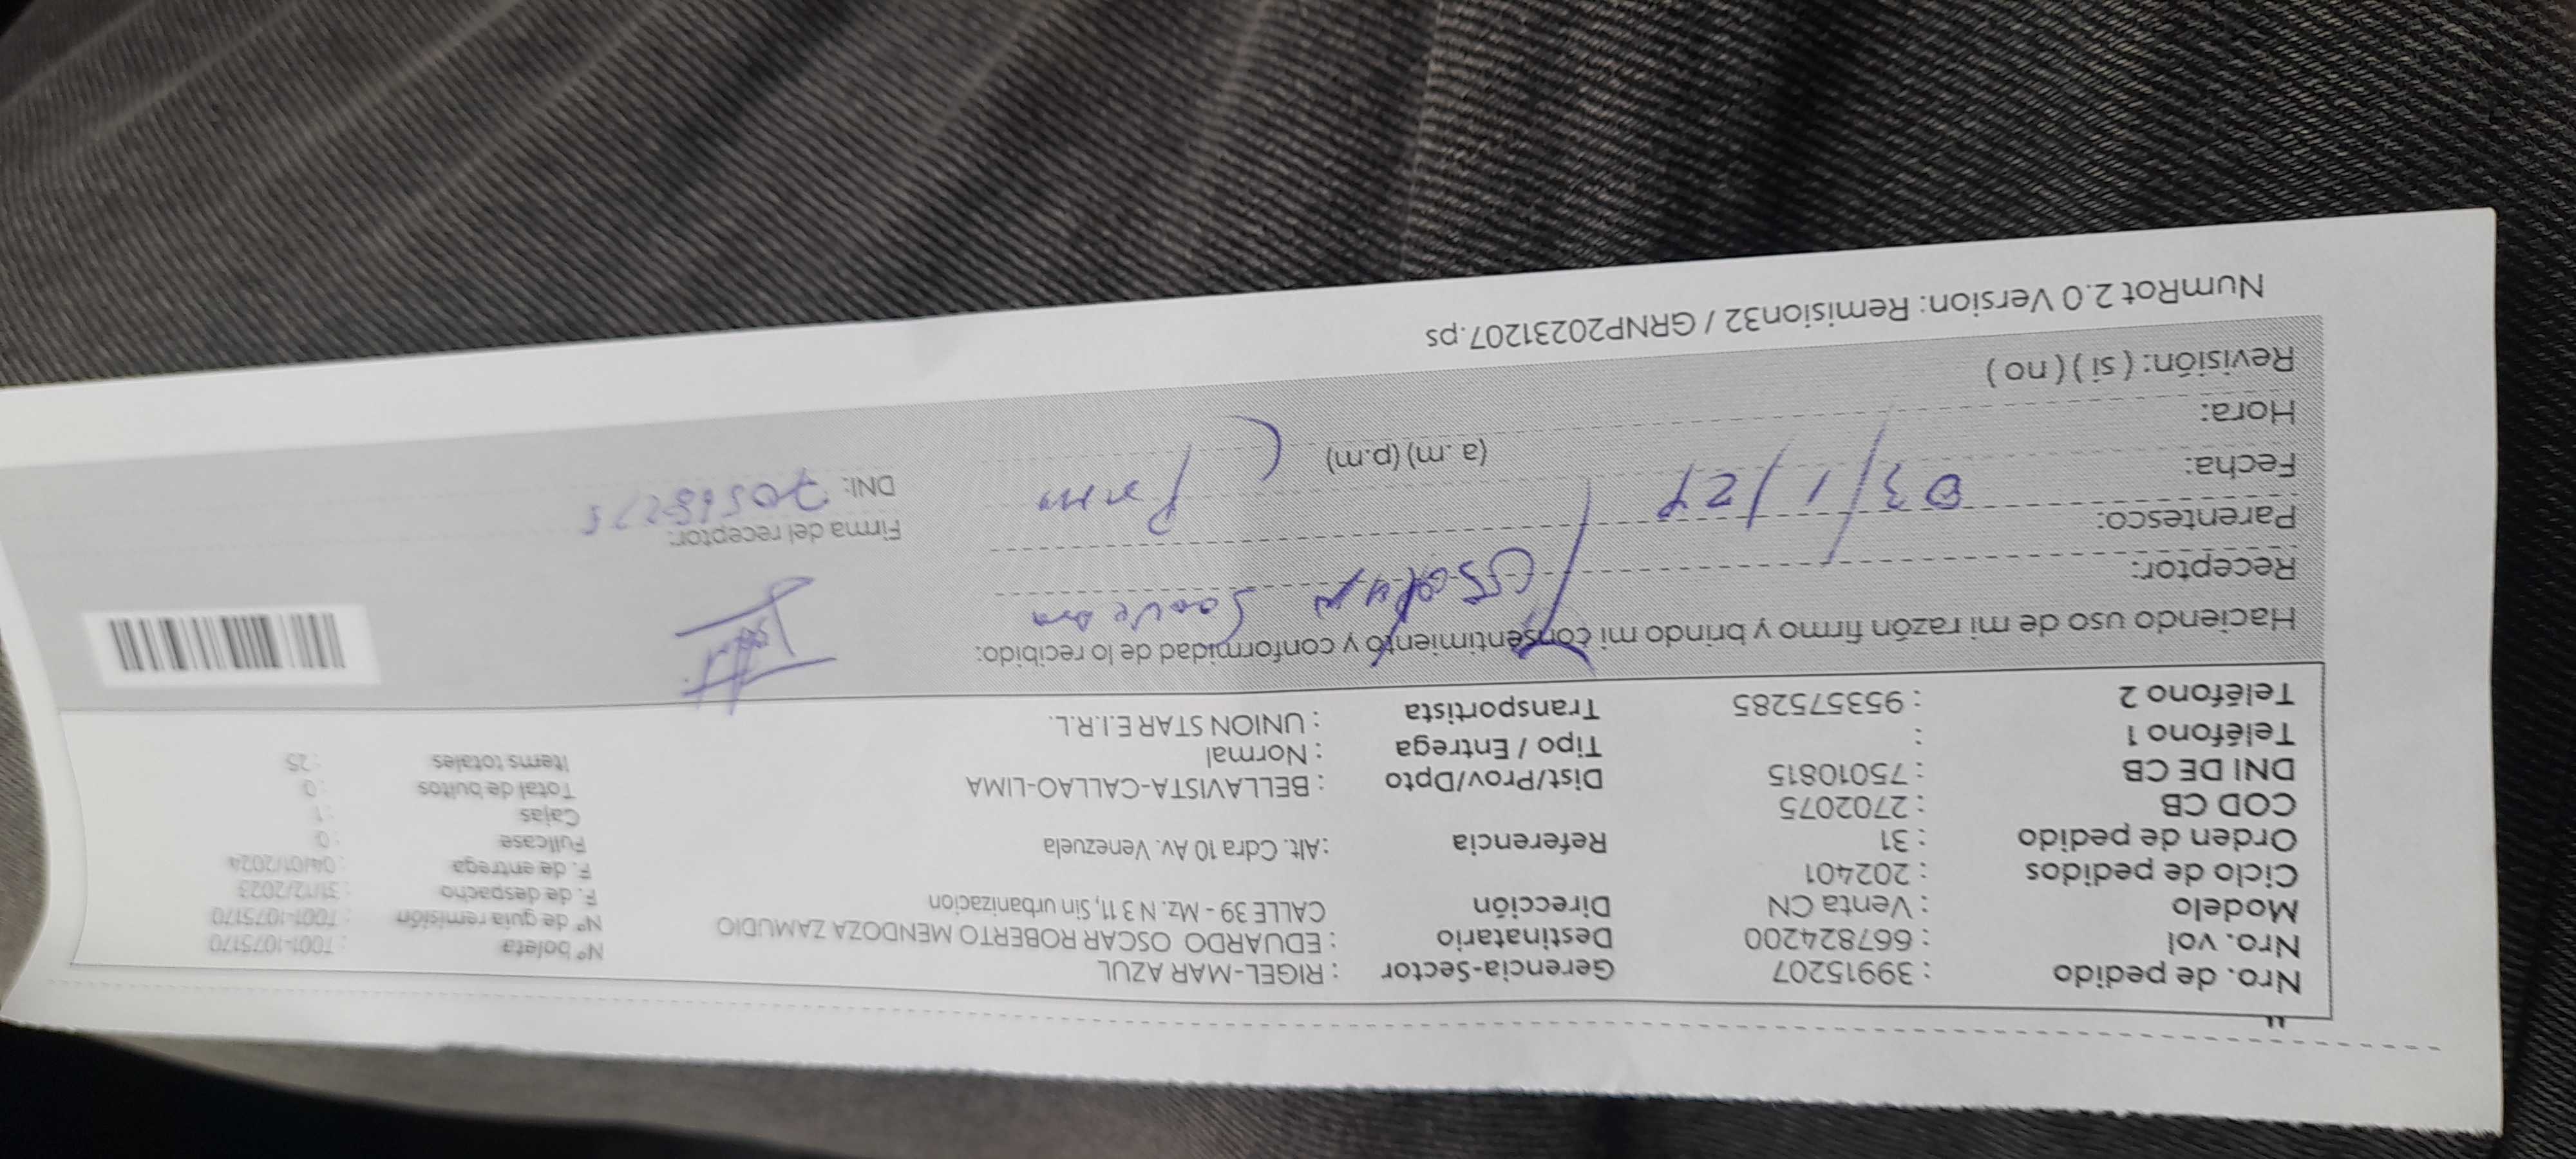 Nro. de pedido : 39915207 Gerencia-Sector : RIGEL-MAR AZUL
Nro. vol : 667824200 Destinatario : EDUARDO OSCAR ROBERTO MENDOZA ZAMUDIO Nº boleta : T001-1075170
Modelo : Venta CN Dirección CALLE 39 - Mz. N 3 11, Sin urbanizacion Nº de guía remisión : T001-1075170
Ciclo de pedidos : 202401 F. de despacho : 31/12/2023
Orden de pedido : 31 Referencia : Alt. Cdra 10 Av. Venezuela F. de entrega : 04/01/2024
COD CB : 2702075 Fullcase : 0
DNI DE CB : 75010815 Dist/Prov/Dpto : BELLAVISTA-CALLAO-LIMA Cajas : 1
Teléfono 1 : Tipo / Entrega : Normal Total de bultos : 0
Teléfono 2 : 953575285 Transportista : UNION STAR E.I.R.L. Items totales : 25
Haciendo uso de mi razón firmo y brindo mi consentimiento y conformidad de lo recibido:
Receptor:
Parentesco: Firma del receptor:
Fecha: 03/1/24 DNI:
Hora: (a.m) (p.m)
Revisión: ( si ) ( no )
NumRot 2.0 Version: Remision32 / GRNP20231207.ps